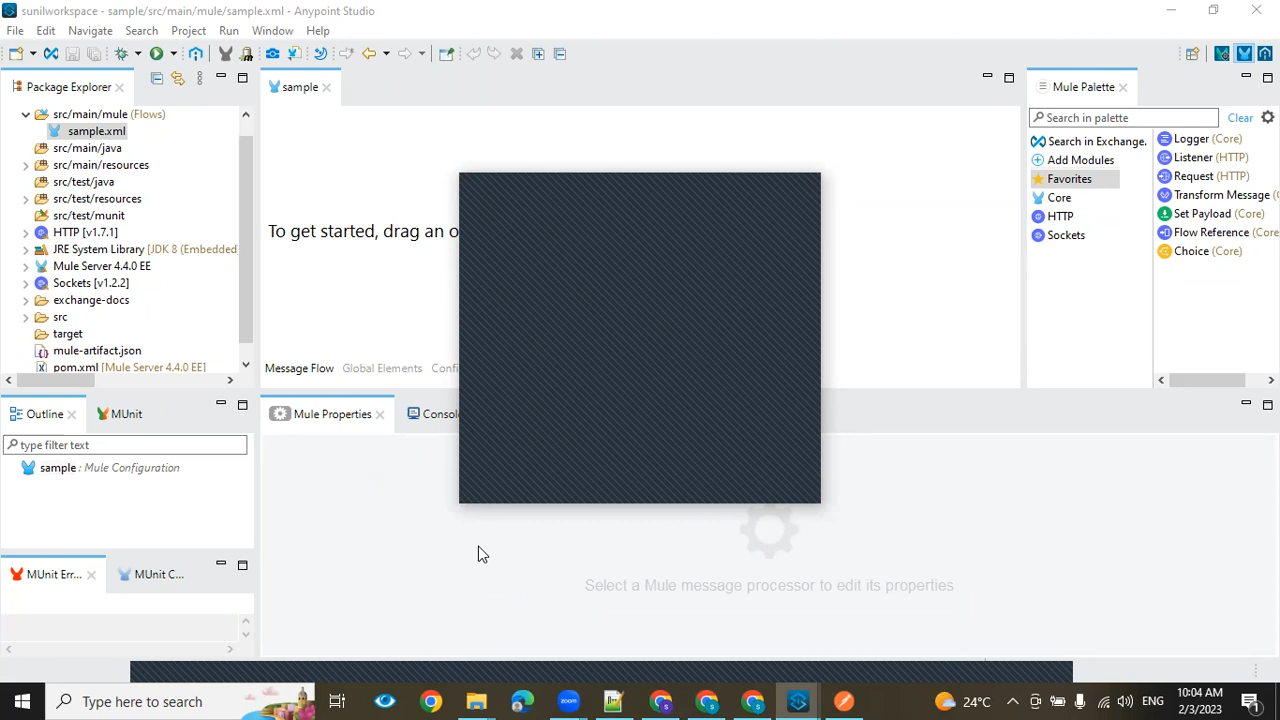 sunilworkspace - sample/src/main/mule/sample.xml - Anypoint Studio
File Edit Navigate Search Project Run Window Help
Package Explorer
src/main/mule (Flows)
sample.xml
src/main/java
src/main/resources
src/test/java
src/test/resources
src/test/munit
HTTP [v1.7.1]
JRE System Library [JDK 8 (Embedded)
Mule Server 4.4.0 EE
Sockets [v1.2.2]
exchange-docs
src
target
mule-artifact.json
pom.xml [Mule Server 4.4.0 EE]
sample
To get started, drag an o
Message Flow Global Elements Confi
Mule Palette
Search in palette
Clear
Search in Exchange.
Add Modules
Favorites
Core
HTTP
Sockets
Logger (Core)
Listener (HTTP)
Request (HTTP)
Transform Message (
Set Payload (Core)
Flow Reference (Core
Choice (Core)
Outline MUnit
type filter text
sample : Mule Configuration
MUnit Err... MUnit C...
Mule Properties Consol
Select a Mule message processor to edit its properties
Type here to search
24°C
ENG
10:04 AM
2/3/2023
1